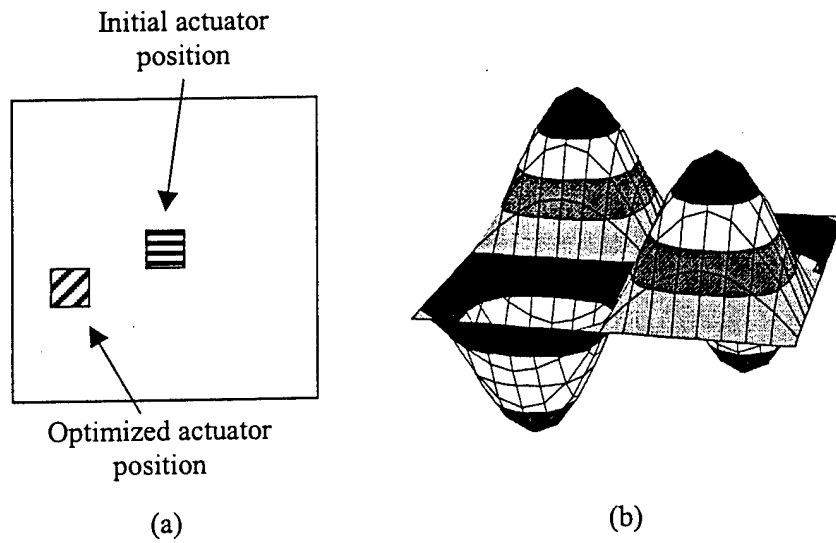 Initial actuator
position
Optimized actuator
position
(a)
(b)